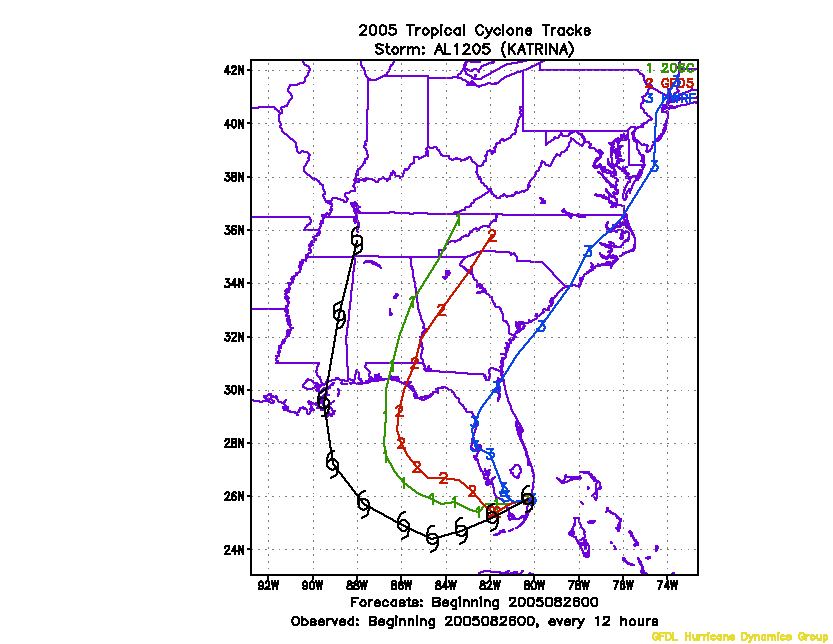 2005 Tropical Cyclone Tracks
Storm: AL1205 (KATRINA)
1
2 GFD5
3
42N
40N
38N
36N
34N
32N
30N
28N
26N
24N
92W 90W 88W 86W 84W 82W 80W 78W 76W 74W
Forecasts: Beginning 2005082600
Observed: Beginning 2005082600, every 12 hours
GFDL Hurricane Dynamics Group